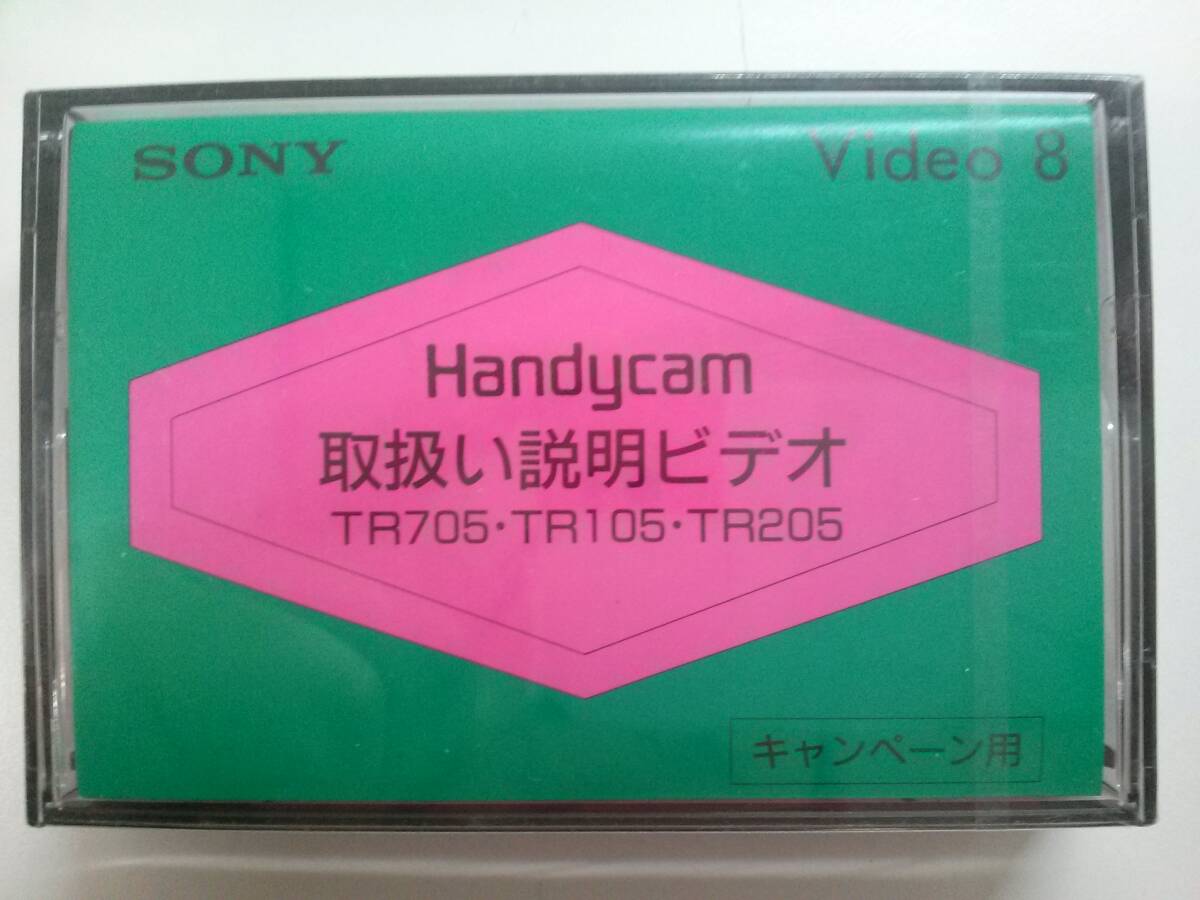 SONY
Video 8
Handycam
取扱い説明ビデオ
TR705・TR105・TR205
キャンペーン用